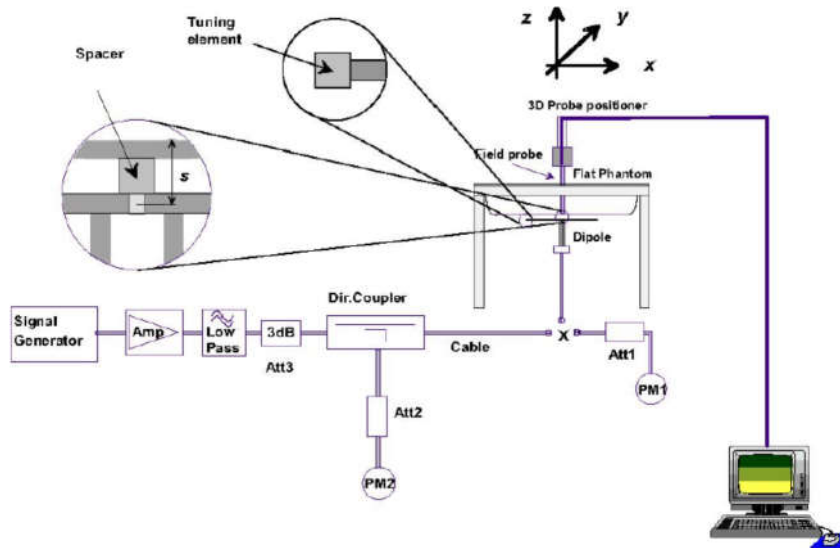 Tuning
element
Spacer
s
z
y
x
3D Probe positioner
Field probe
Flat Phantom
Dipole
Signal
Generator
Amp
Low
Pass
3dB
Att3
Dir.Coupler
Cable
X
Att1
PM1
Att2
PM2